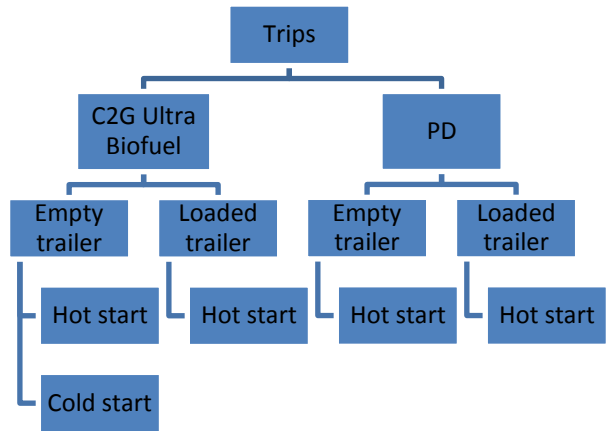 Trips
C2G Ultra
Biofuel
PD
Empty
trailer
Loaded
trailer
Empty
trailer
Loaded
trailer
Hot start
Hot start
Hot start
Hot start
Cold start